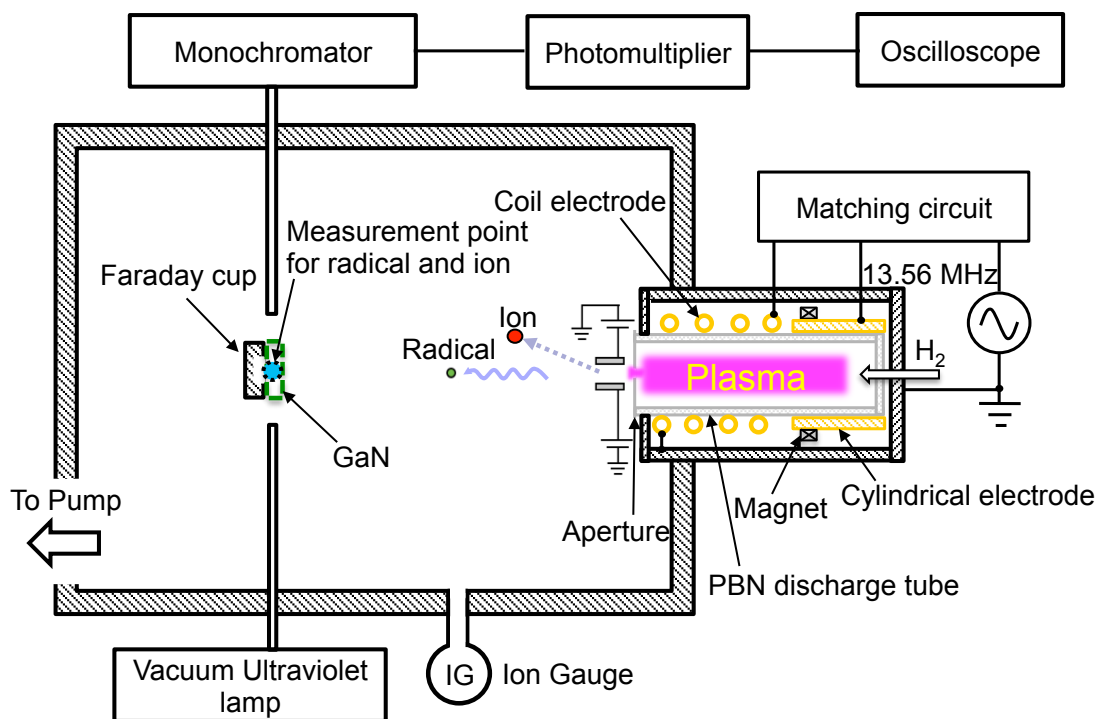 Monochromator
Photomultiplier
Oscilloscope
Coil electrode
Matching circuit
Measurement point
for radical and ion
Faraday cup
13.56 MHz
Ion
Radical
H2
Plasma
GaN
To Pump
Magnet
Cylindrical electrode
Aperture
PBN discharge tube
Vacuum Ultraviolet
lamp
IG
Ion Gauge